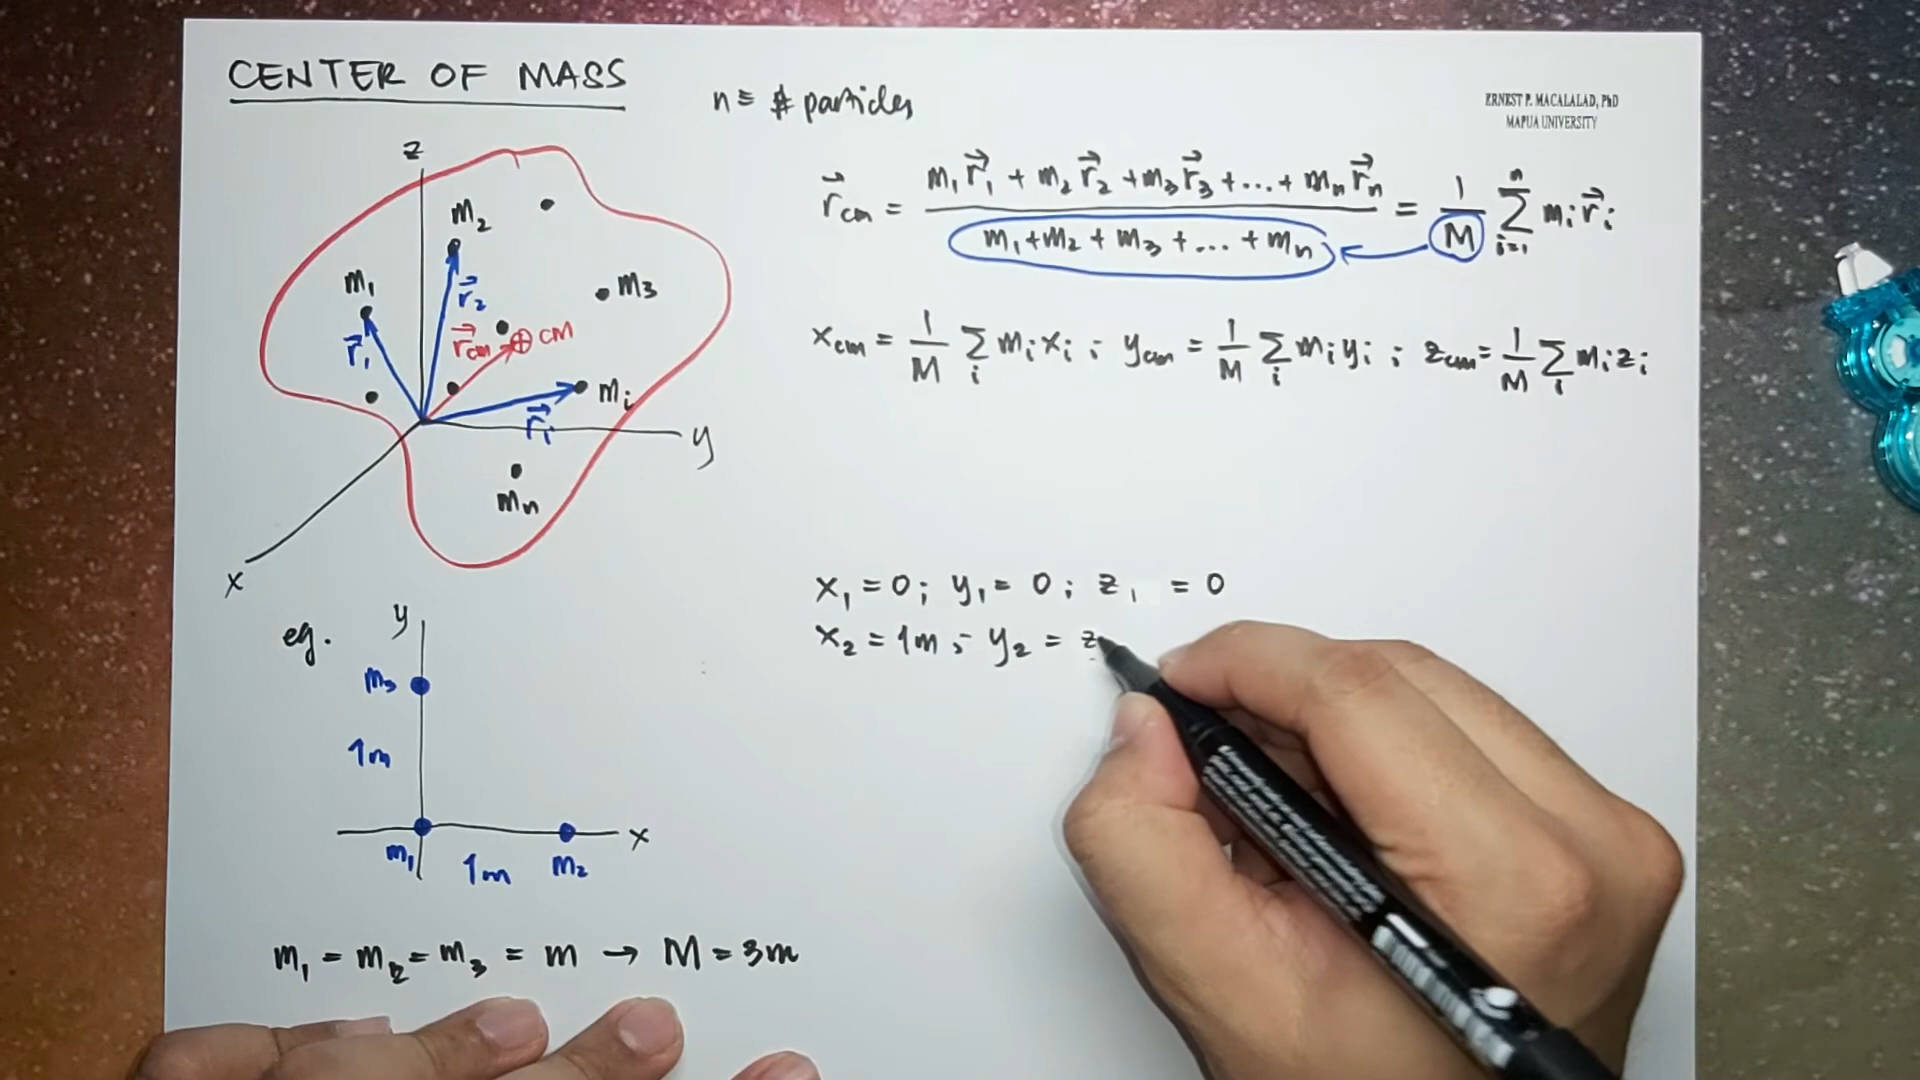 CENTER OF MASS
n ≡ # particles
ERNEST P. MACALALAD, PhD
MAPUA UNIVERSITY
r⃗cm = (m₁r⃗₁ + m₂r⃗₂ + m₃r⃗₃ + ... + mₙr⃗ₙ) / (m₁ + m₂ + m₃ + ... + mₙ) = 1/M Σᵢ₌₁ⁿ mᵢr⃗ᵢ
xcm = 1/M Σᵢ mᵢxᵢ ; ycm = 1/M Σᵢ mᵢyᵢ ; zcm = 1/M Σᵢ mᵢzᵢ
z
m₂
m₁
m₃
r⃗₂
r⃗₁
r⃗cm
CM
mᵢ
r⃗ᵢ
y
mₙ
x
x₁ = 0 ; y₁ = 0 ; z₁ = 0
x₂ = 1m ; y₂ = z
eg.
y
m₃
1m
x
m₁
1m
m₂
m₁ = m₂ = m₃ = m → M = 3m